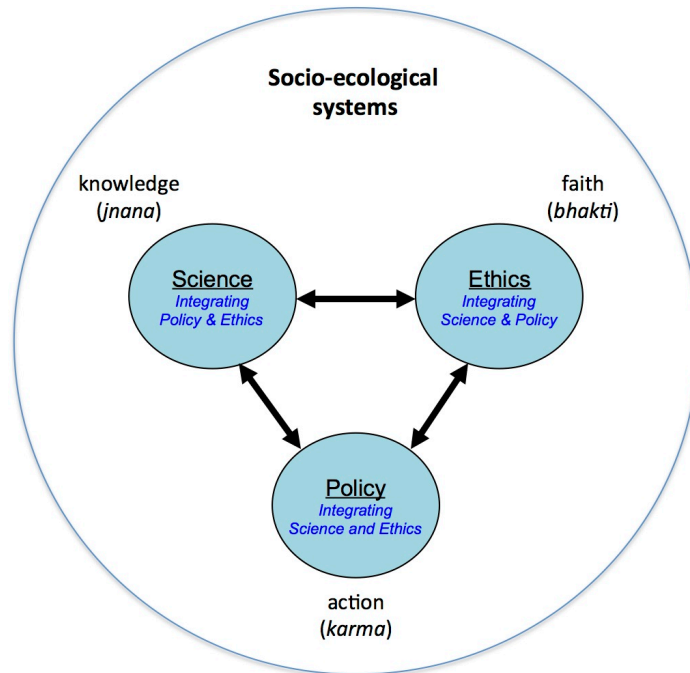 Socio-ecological
systems
knowledge
(jnana)
faith
(bhakti)
Science
Integrating
Policy & Ethics
Ethics
Integrating
Science & Policy
Policy
Integrating
Science and Ethics
action
(karma)